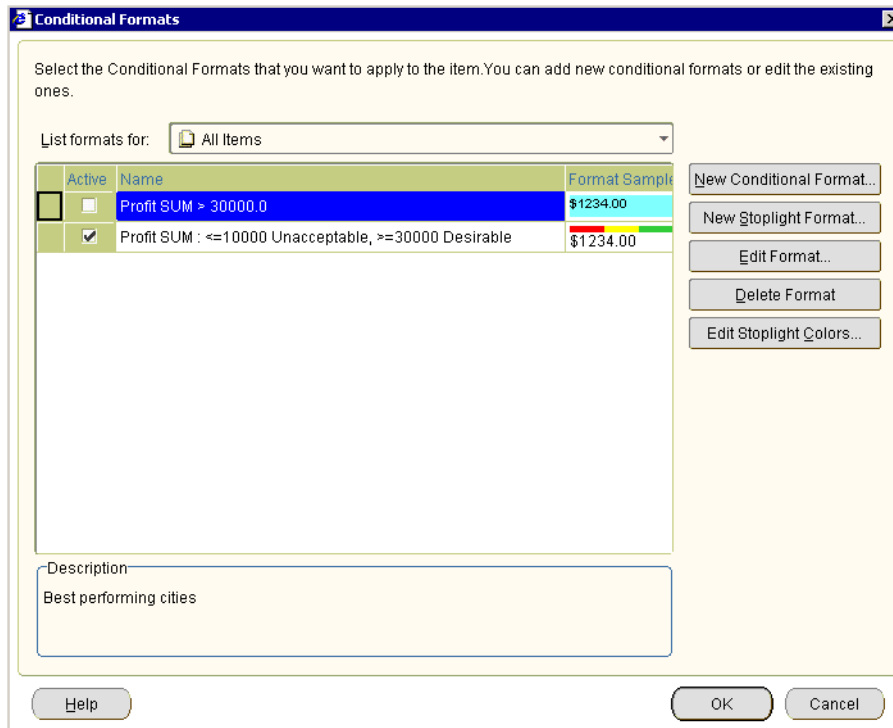 Conditional Formats
Select the Conditional Formats that you want to apply to the item.You can add new conditional formats or edit the existing
ones.
List formats for: All Items
Active Name Format Sample
Profit SUM > 30000.0 $1234.00
Profit SUM : <=10000 Unacceptable, >=30000 Desirable $1234.00
New Conditional Format...
New Stoplight Format...
Edit Format...
Delete Format
Edit Stoplight Colors...
Description
Best performing cities
Help OK Cancel